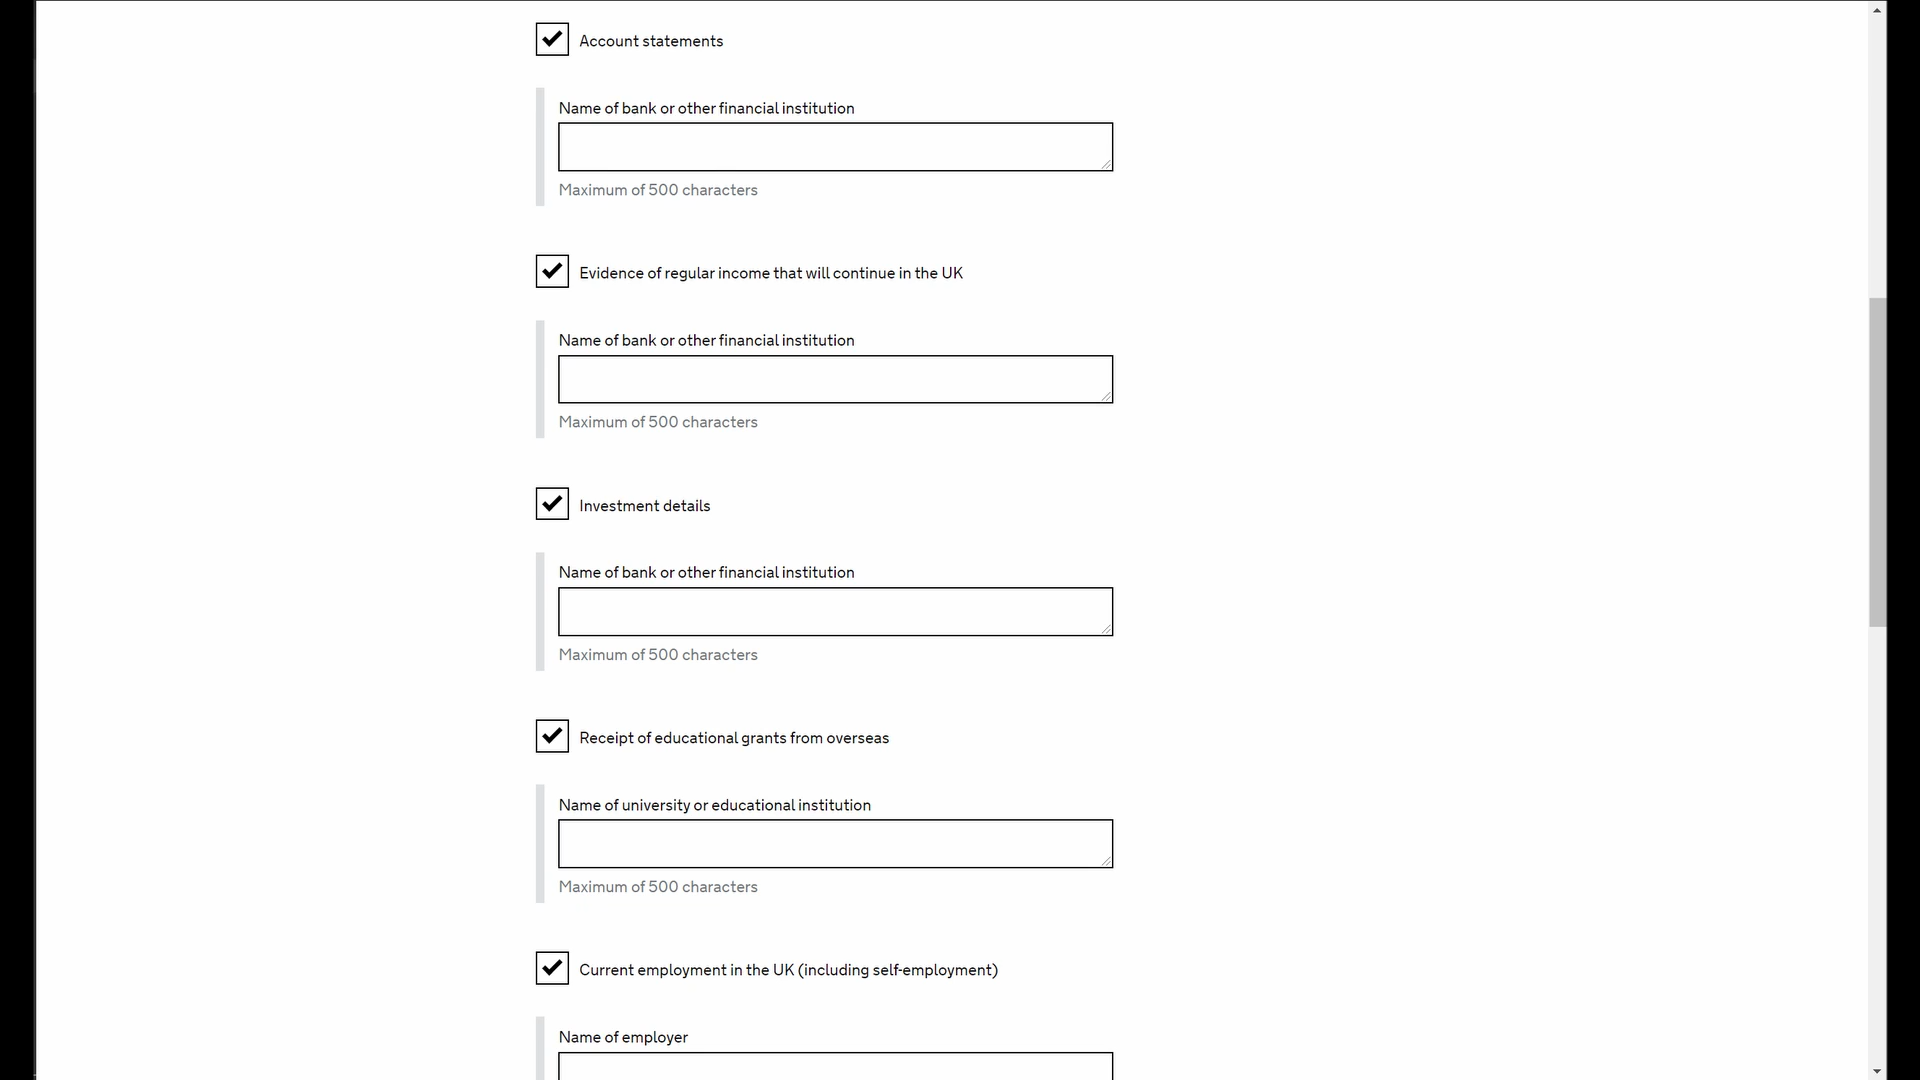 Account statements
Name of bank or other financial institution
Maximum of 500 characters
Evidence of regular income that will continue in the UK
Name of bank or other financial institution
Maximum of 500 characters
Investment details
Name of bank or other financial institution
Maximum of 500 characters
Receipt of educational grants from overseas
Name of university or educational institution
Maximum of 500 characters
Current employment in the UK (including self-employment)
Name of employer